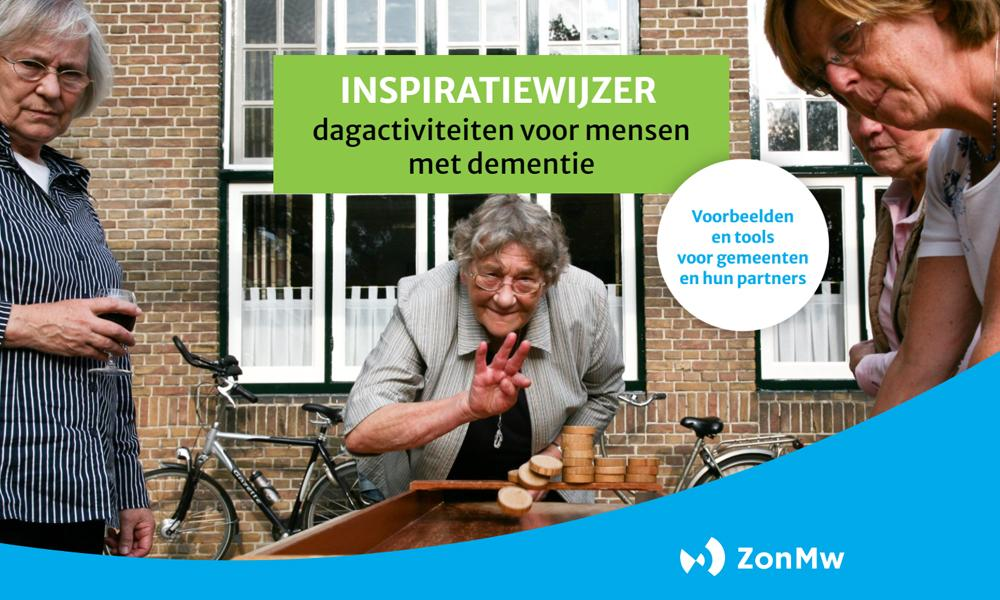 INSPIRATIEWIJZER
dagactiviteiten voor mensen
met dementie
Voorbeelden
en tools
voor gemeenten
en hun partners
ZonMw